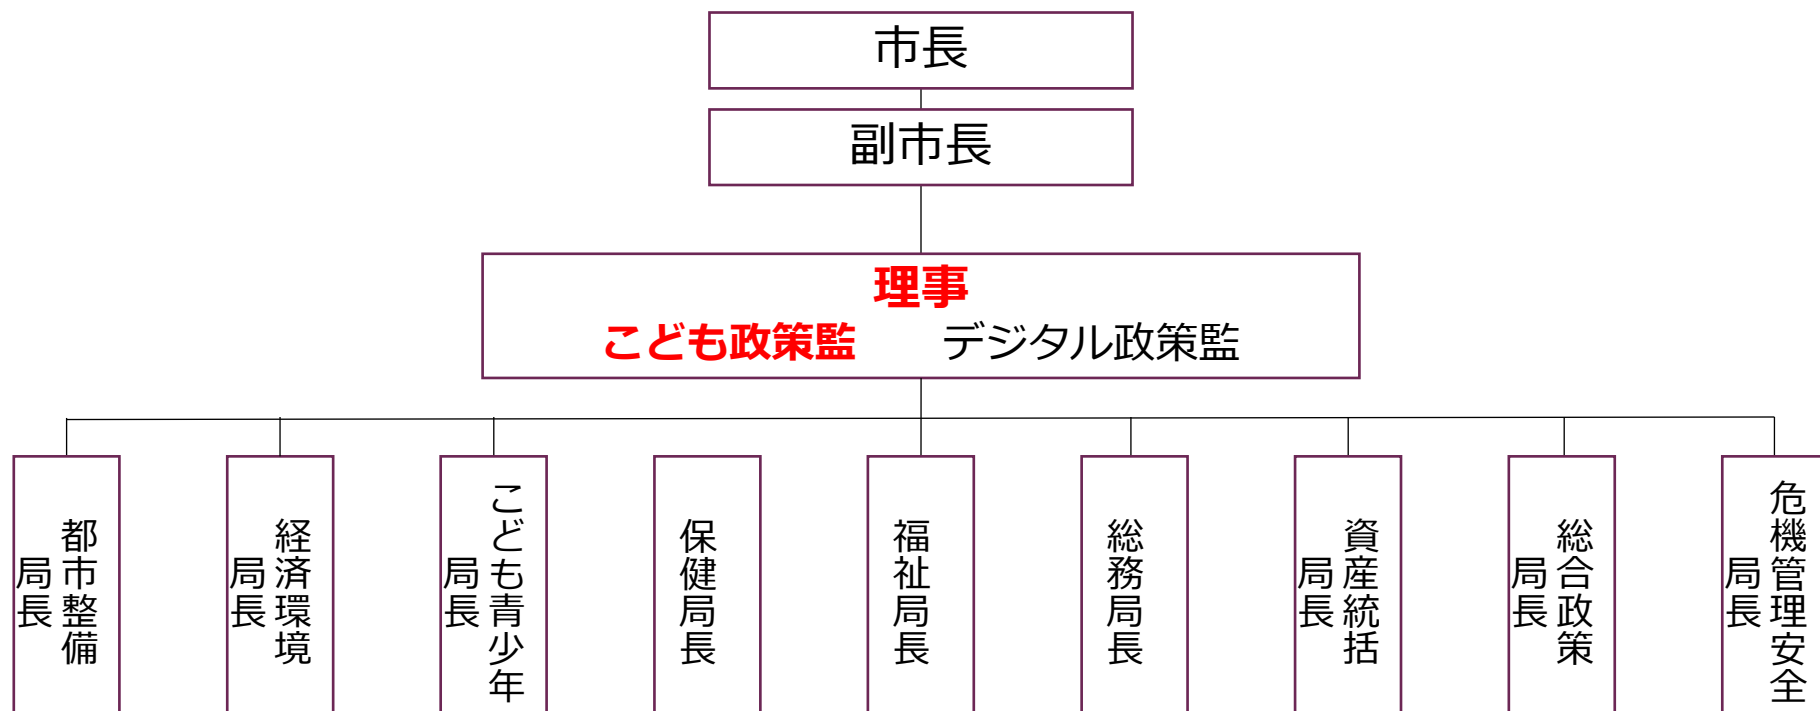 市長
副市長
理事
こども政策監　　デジタル政策監
都市整備
局長
経済環境
局長
こども青少年
局長
保健局長
福祉局長
総務局長
資産統括
局長
総合政策
局長
危機管理安全
局長